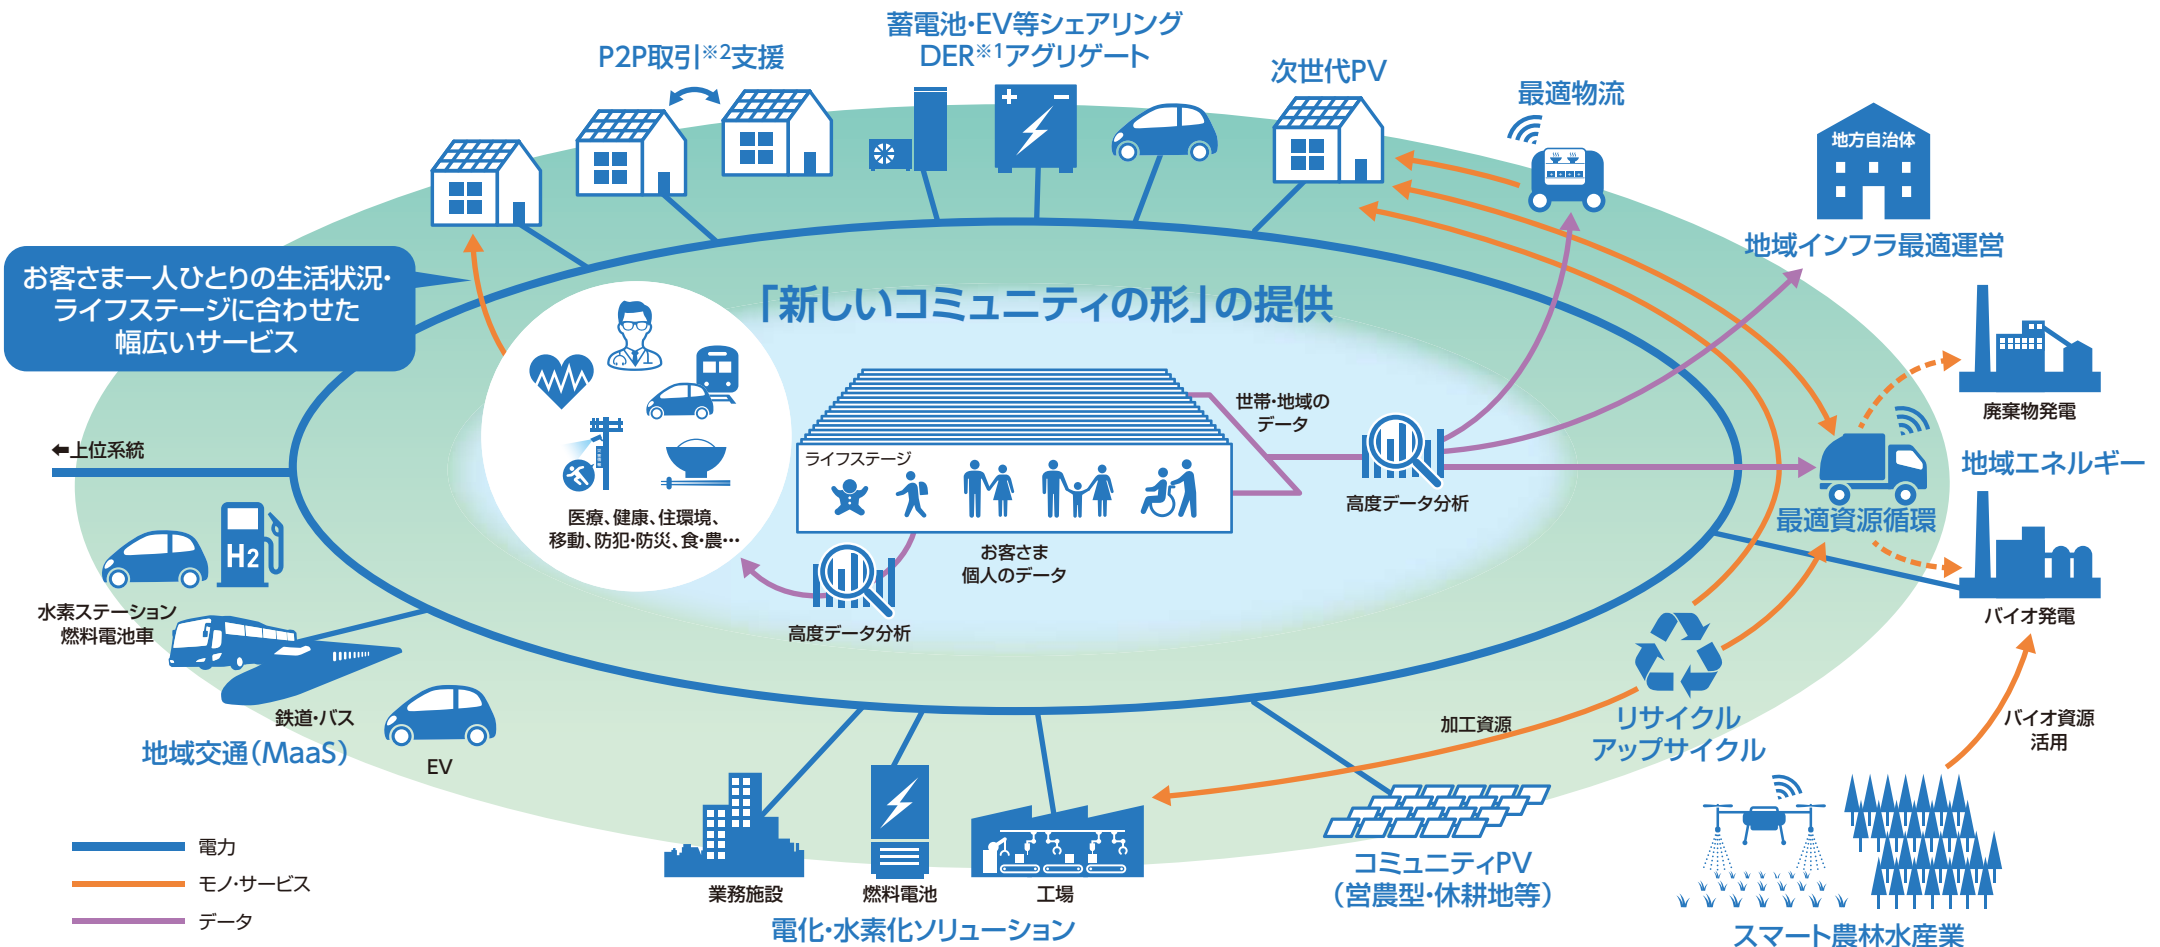 蓄電池・EV等シェアリング
DER※1アグリゲート
P2P取引※2支援
次世代PV
最適物流
地方自治体
地域インフラ最適運営
お客さま一人ひとりの生活状況・
ライフステージに合わせた
幅広いサービス
「新しいコミュニティの形」の提供
廃棄物発電
世帯・地域の
データ
←上位系統
ライフステージ
地域エネルギー
高度データ分析
医療、健康、住環境、
移動、防犯・防災、食・農…
最適資源循環
お客さま
個人のデータ
H2
水素ステーション
燃料電池車
高度データ分析
バイオ発電
鉄道・バス
地域交通（MaaS）
EV
加工資源
リサイクル
アップサイクル
バイオ資源
活用
電力
モノ・サービス
データ
業務施設
燃料電池
工場
電化・水素化ソリューション
コミュニティPV
（営農型・休耕地等）
スマート農林水産業